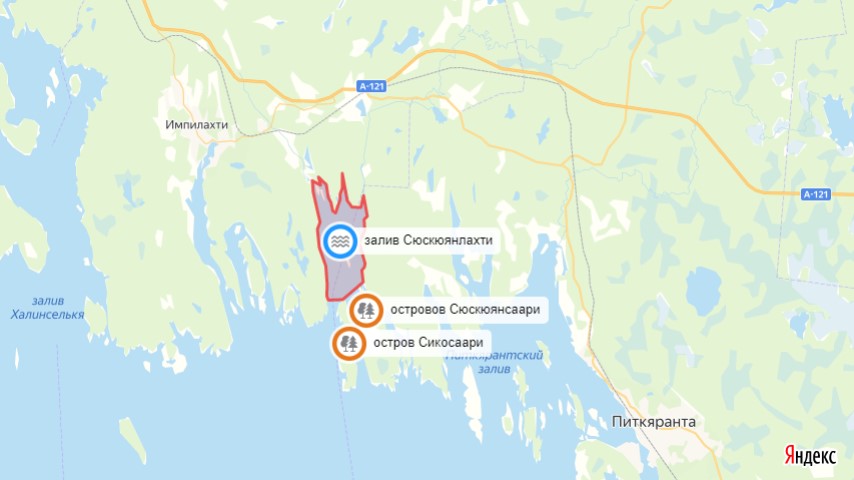 А-121
Импилахти
А-121
залив Сюскюянлахти
залив
Халинселькя
островов Сюскюянсаари
остров Сикосаари
Питкярантский
залив
Питкяранта
Яндекс